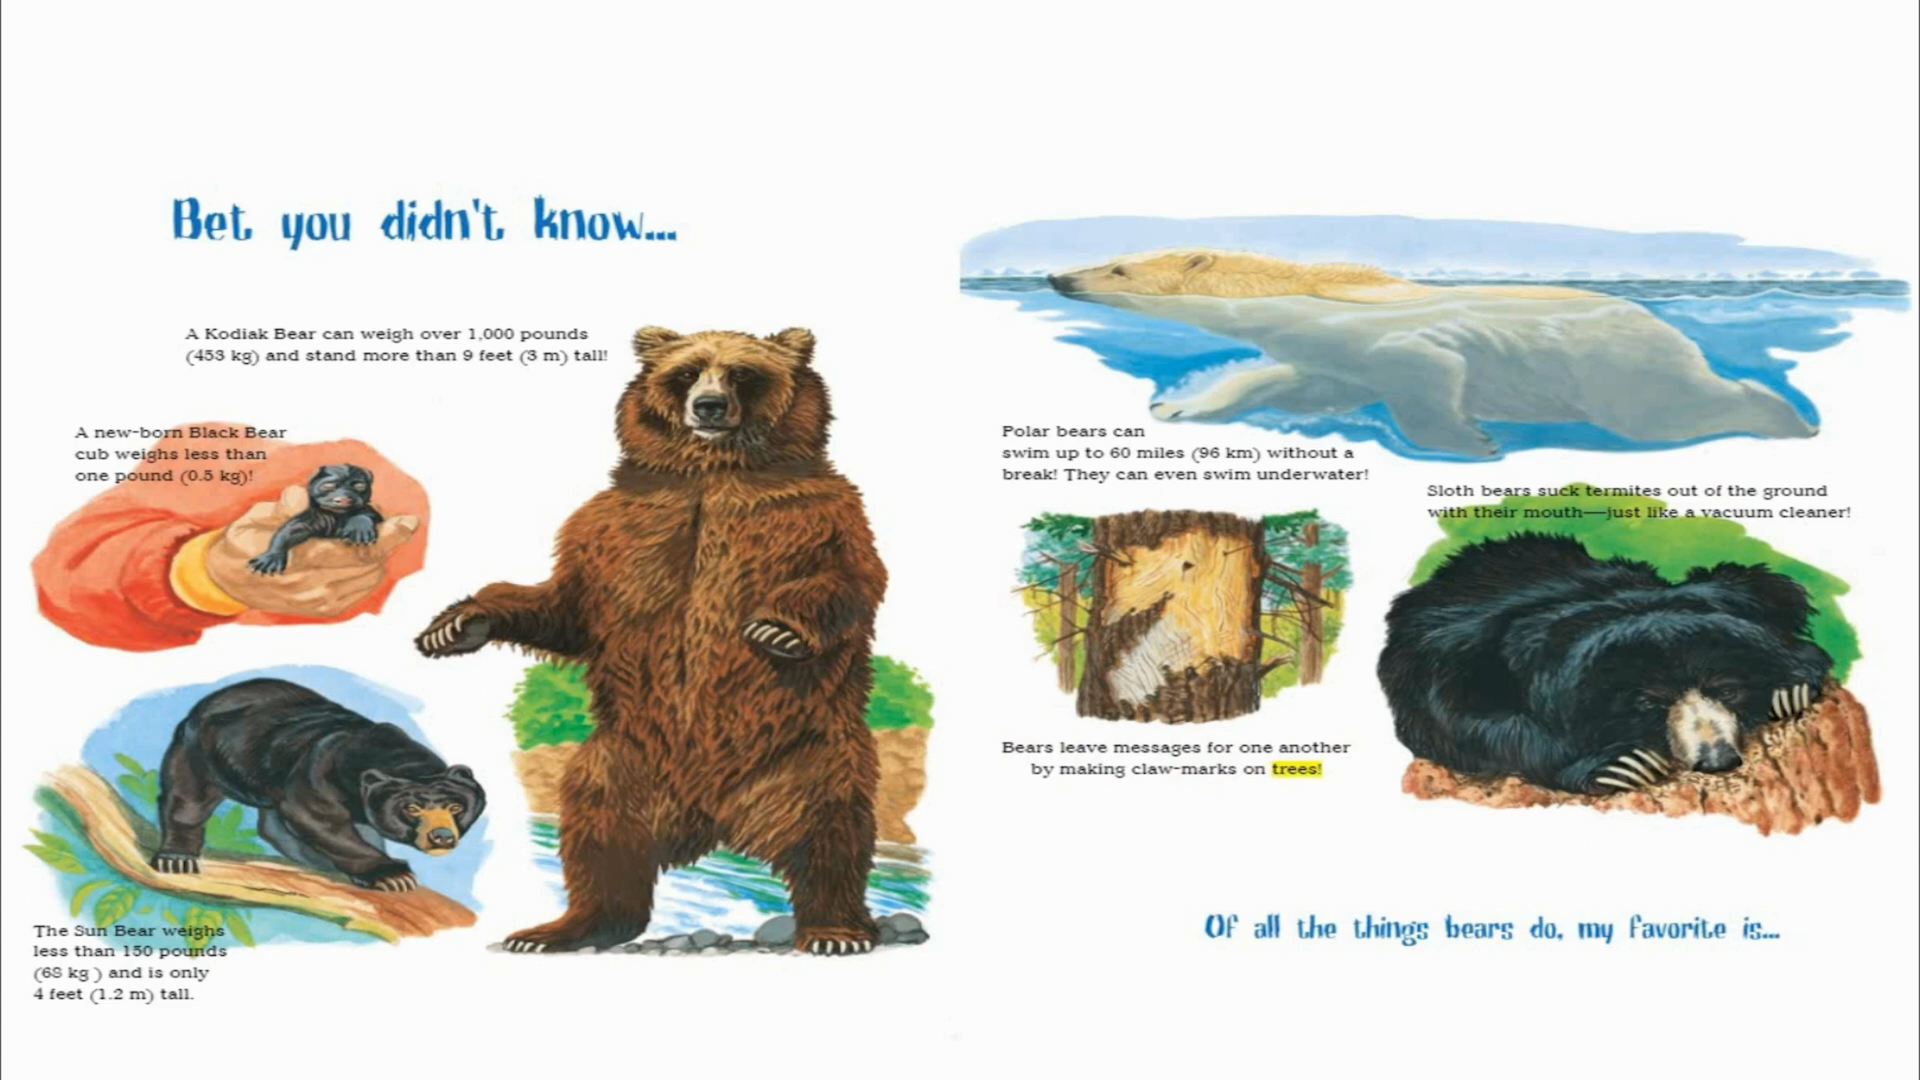 Bet you didn't know...
A Kodiak Bear can weigh over 1,000 pounds
(453 kg) and stand more than 9 feet (3 m) tall!
A new-born Black Bear
cub weighs less than
one pound (0.5 kg)!
The Sun Bear weighs
less than 150 pounds
(68 kg ) and is only
4 feet (1.2 m) tall.
Polar bears can
swim up to 60 miles (96 km) without a
break! They can even swim underwater!
Sloth bears suck termites out of the ground
with their mouth—just like a vacuum cleaner!
Bears leave messages for one another
by making claw-marks on trees!
Of all the things bears do, my favorite is...